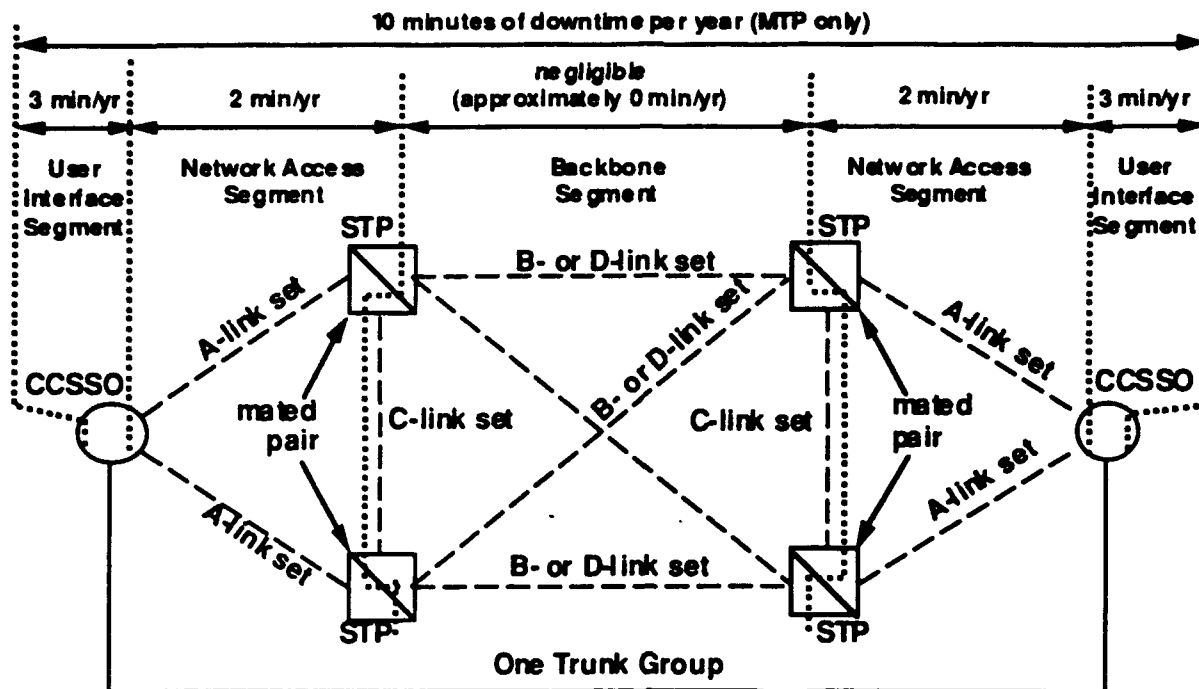 10 minutes of downtime per year (MTP only)
negligible
3 min/yr
2 min/yr
(approximately 0 min/yr)
2 min/yr
3 min/yr
User
Interface
Segment
Network Access
Segment
Backbone
Segment
Network Access
Segment
User
Interface
Segment
STP
STP
B- or D-link set
A-link set
B- or D-link set
A-link set
CCSSO
CCSSO
mated
pair
C-link set
C-link set
mated
pair
A-link set
A-link set
B- or D-link set
STP
STP
One Trunk Group